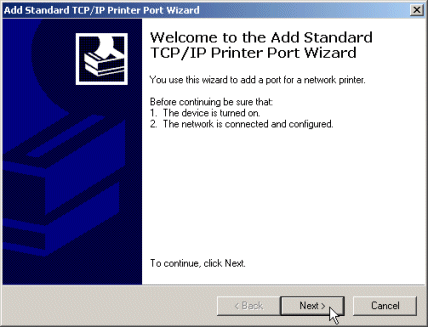 Add Standard TCP/IP Printer Port Wizard
Welcome to the Add Standard
TCP/IP Printer Port Wizard
You use this wizard to add a port for a network printer.
Before continuing be sure that:
1. The device is turned on.
2. The network is connected and configured.
To continue, click Next.
< Back
Next >
Cancel